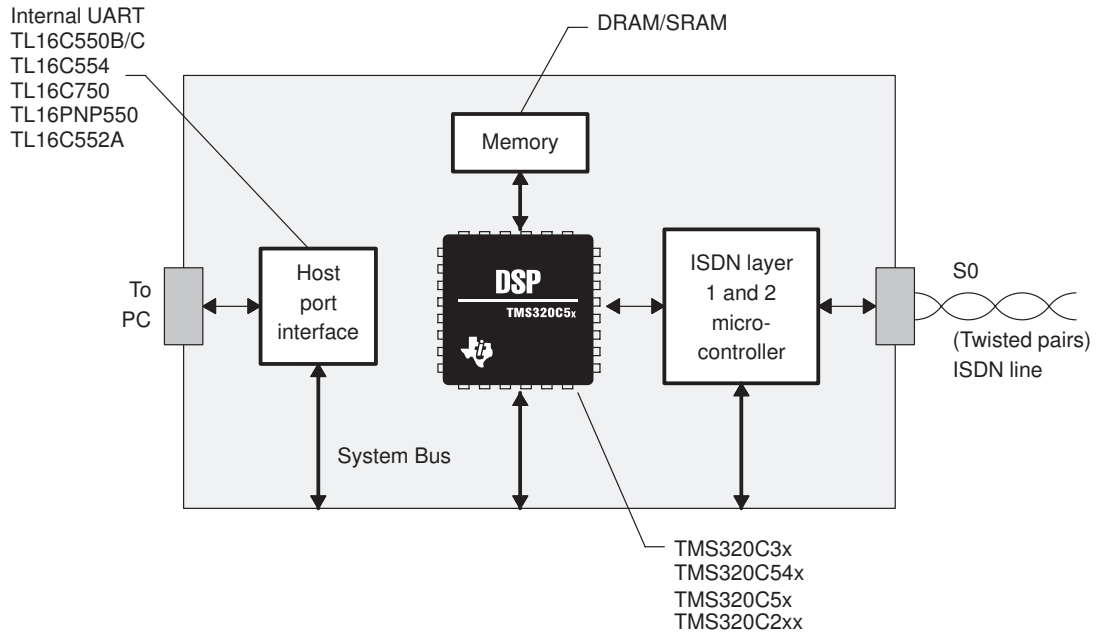 Internal UART
TL16C550B/C
TL16C554
TL16C750
TL16PNP550
TL16C552A
DRAM/SRAM
Memory
To
PC
Host
port
interface
DSP
TMS320C5x
ISDN layer
1 and 2
micro-
controller
S0
(Twisted pairs)
ISDN line
System Bus
TMS320C3x
TMS320C54x
TMS320C5x
TMS320C2xx